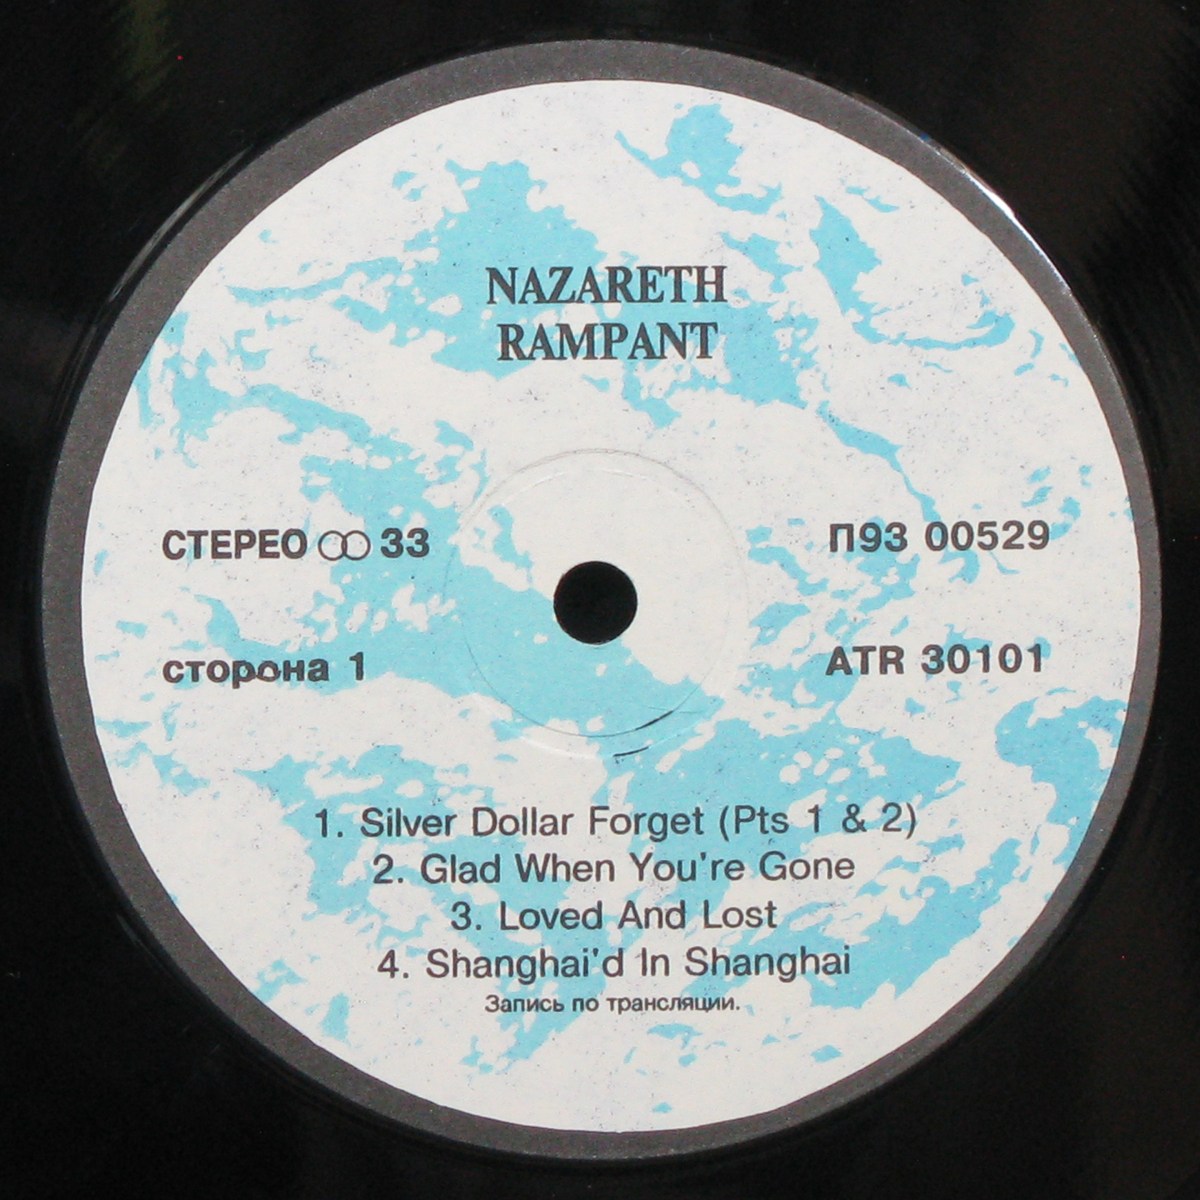 NAZARETH
RAMPANT
СТЕРЕО ꝏ 33
П93 00529
сторона 1
ATR 30101
1. Silver Dollar Forget (Pts 1 & 2)
2. Glad When You're Gone
3. Loved And Lost
4. Shanghai'd In Shanghai
Запись по трансляции.